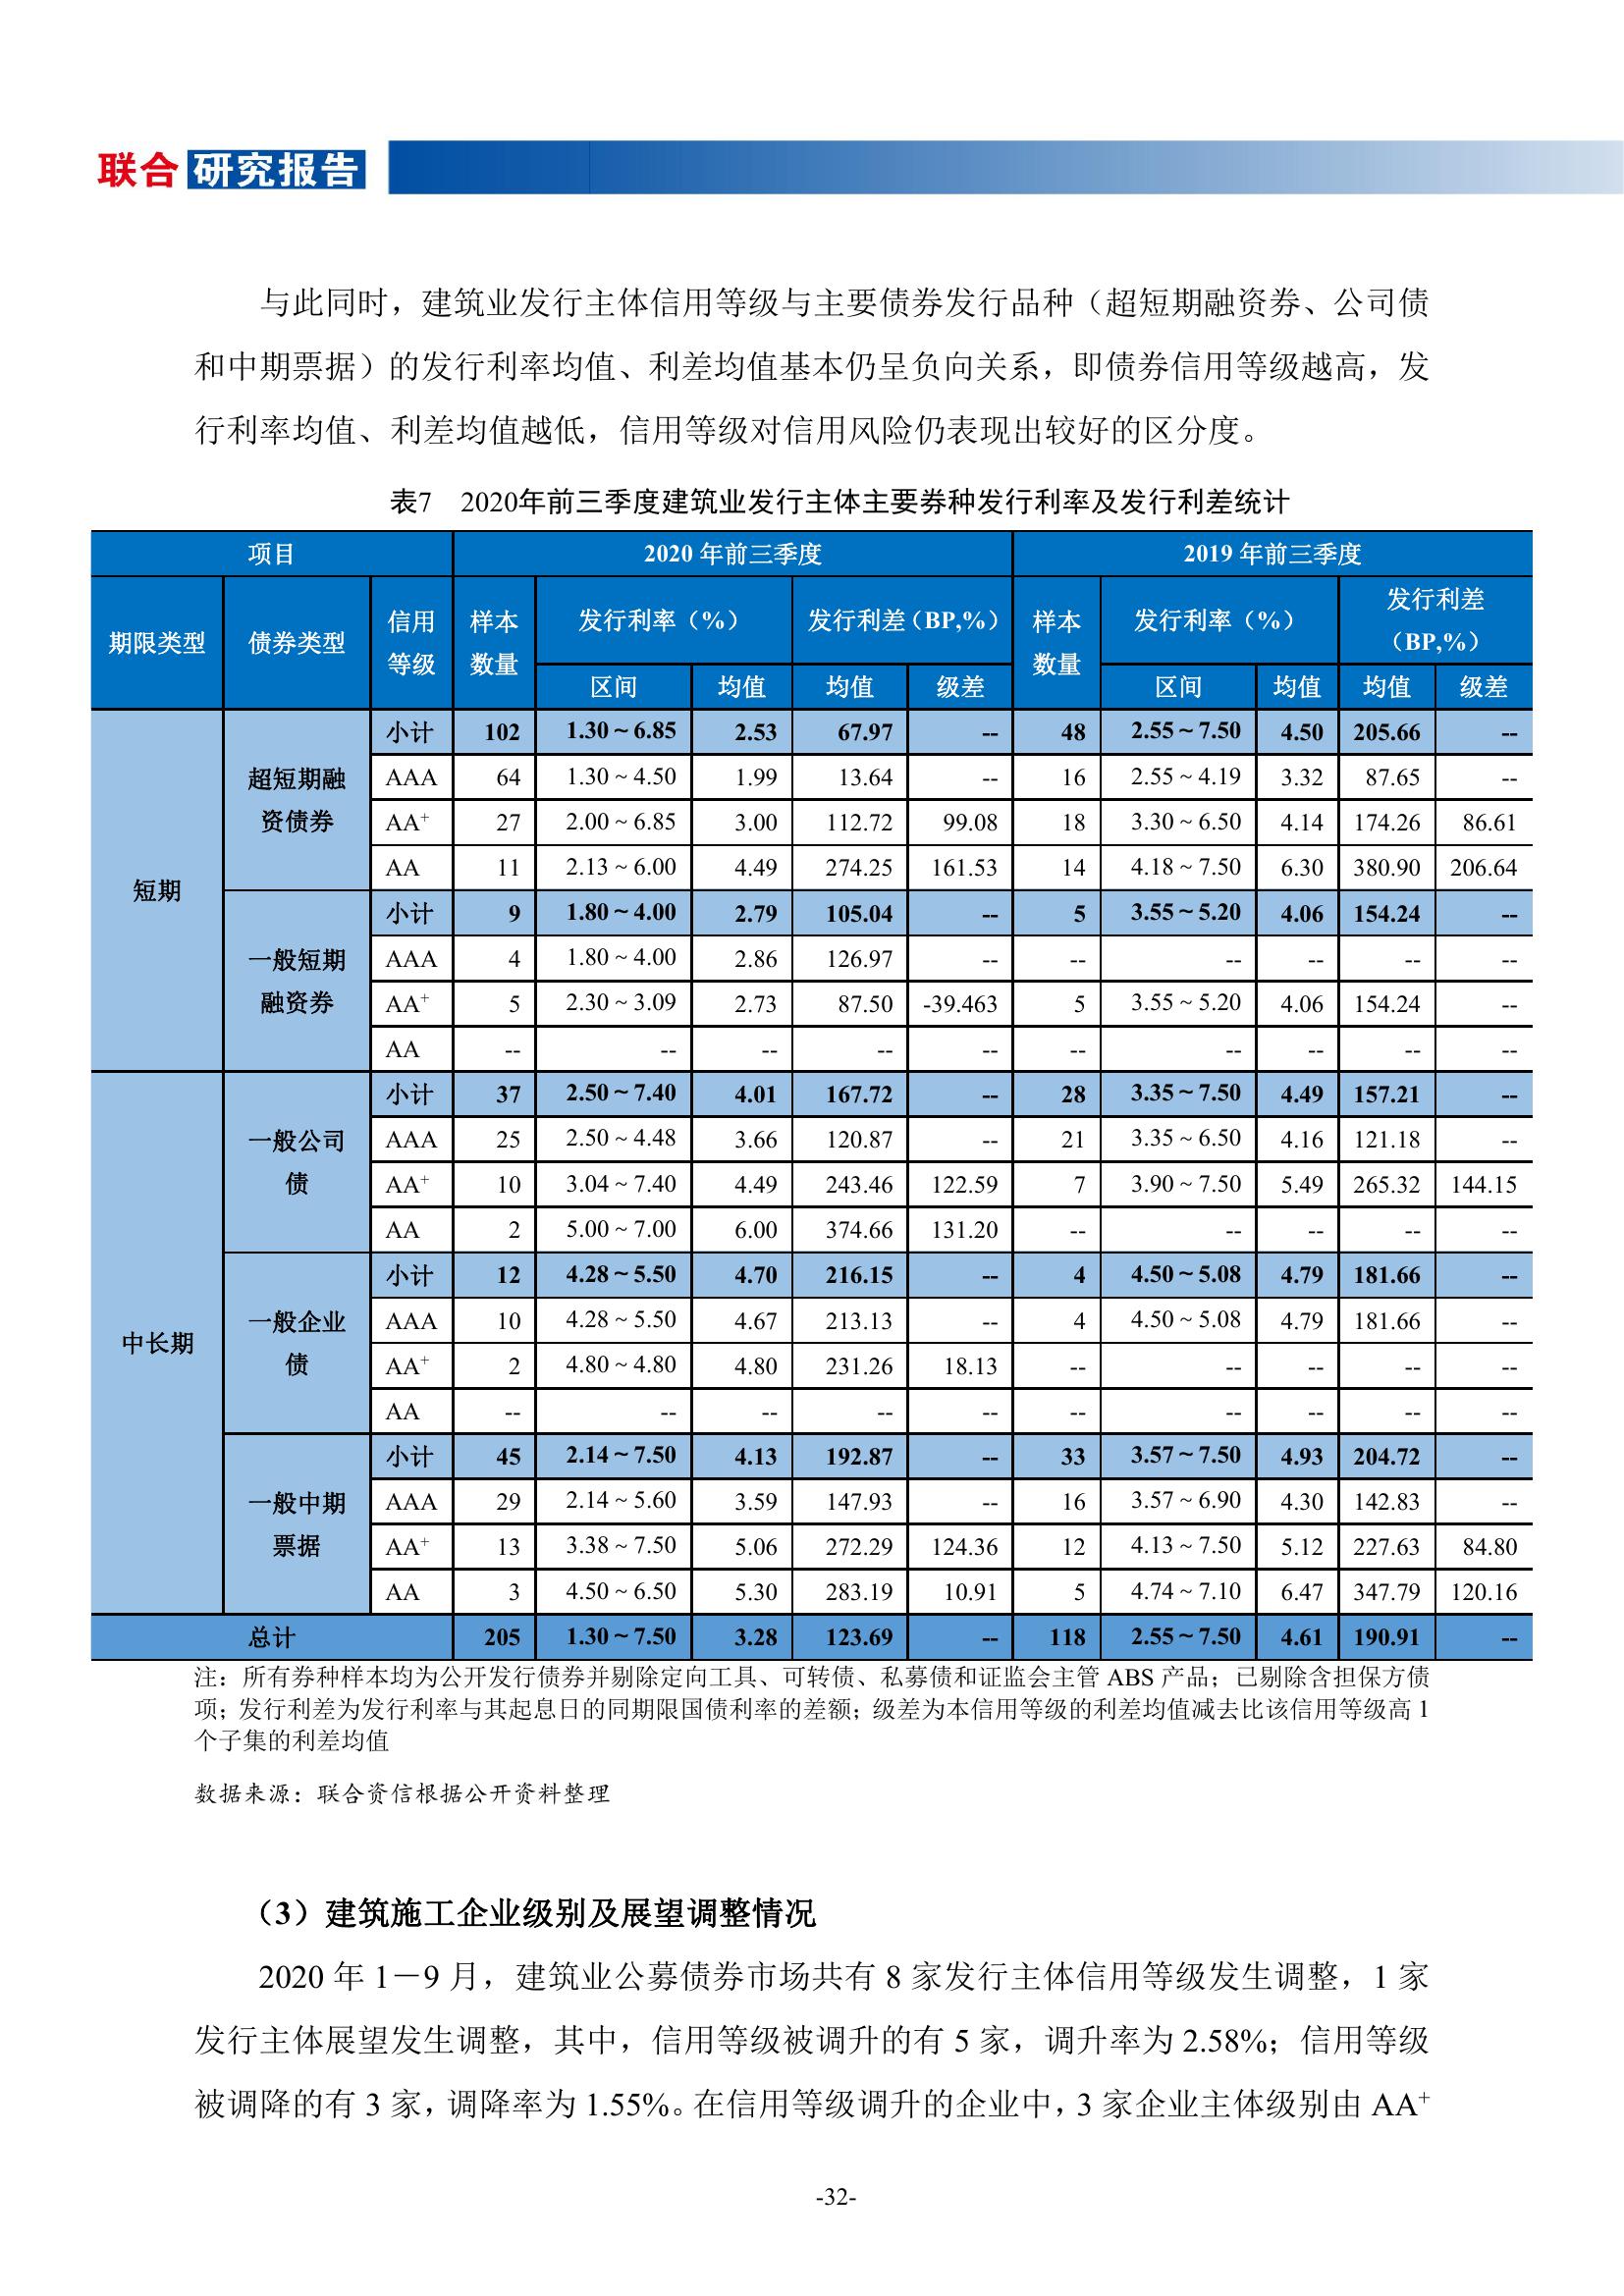 联合 研究报告
与此同时，建筑业发行主体信用等级与主要债券发行品种（超短期融资券、公司债
和中期票据）的发行利率均值、利差均值基本仍呈负向关系，即债券信用等级越高，发
行利率均值、利差均值越低，信用等级对信用风险仍表现出较好的区分度。
表7 2020年前三季度建筑业发行主体主要券种发行利率及发行利差统计
项目 2020 年前三季度 2019 年前三季度
期限类型 债券类型 信用等级 样本数量 发行利率（%） 发行利差（BP,%） 样本数量 发行利率（%） 发行利差（BP,%）
区间 均值 均值 级差 区间 均值 均值 级差
短期 超短期融资债券 小计 102 1.30～6.85 2.53 67.97 -- 48 2.55～7.50 4.50 205.66 --
AAA 64 1.30 ~ 4.50 1.99 13.64 -- 16 2.55 ~ 4.19 3.32 87.65 --
AA+ 27 2.00 ~ 6.85 3.00 112.72 99.08 18 3.30 ~ 6.50 4.14 174.26 86.61
AA 11 2.13 ~ 6.00 4.49 274.25 161.53 14 4.18 ~ 7.50 6.30 380.90 206.64
一般短期融资券 小计 9 1.80～4.00 2.79 105.04 -- 5 3.55～5.20 4.06 154.24 --
AAA 4 1.80 ~ 4.00 2.86 126.97 -- -- -- -- -- --
AA+ 5 2.30 ~ 3.09 2.73 87.50 -39.463 5 3.55 ~ 5.20 4.06 154.24 --
AA -- -- -- -- -- -- -- -- -- --
中长期 一般公司债 小计 37 2.50～7.40 4.01 167.72 -- 28 3.35～7.50 4.49 157.21 --
AAA 25 2.50 ~ 4.48 3.66 120.87 -- 21 3.35 ~ 6.50 4.16 121.18 --
AA+ 10 3.04 ~ 7.40 4.49 243.46 122.59 7 3.90 ~ 7.50 5.49 265.32 144.15
AA 2 5.00 ~ 7.00 6.00 374.66 131.20 -- -- -- -- --
一般企业债 小计 12 4.28～5.50 4.70 216.15 -- 4 4.50～5.08 4.79 181.66 --
AAA 10 4.28 ~ 5.50 4.67 213.13 -- 4 4.50 ~ 5.08 4.79 181.66 --
AA+ 2 4.80 ~ 4.80 4.80 231.26 18.13 -- -- -- -- --
AA -- -- -- -- -- -- -- -- -- --
一般中期票据 小计 45 2.14～7.50 4.13 192.87 -- 33 3.57～7.50 4.93 204.72 --
AAA 29 2.14 ~ 5.60 3.59 147.93 -- 16 3.57 ~ 6.90 4.30 142.83 --
AA+ 13 3.38 ~ 7.50 5.06 272.29 124.36 12 4.13 ~ 7.50 5.12 227.63 84.80
AA 3 4.50 ~ 6.50 5.30 283.19 10.91 5 4.74 ~ 7.10 6.47 347.79 120.16
总计 205 1.30～7.50 3.28 123.69 -- 118 2.55～7.50 4.61 190.91 --
注：所有券种样本均为公开发行债券并剔除定向工具、可转债、私募债和证监会主管 ABS 产品；已剔除含担保方债
项；发行利差为发行利率与其起息日的同期限国债利率的差额；级差为本信用等级的利差均值减去比该信用等级高 1
个子集的利差均值
数据来源：联合资信根据公开资料整理
（3）建筑施工企业级别及展望调整情况
2020 年 1－9 月，建筑业公募债券市场共有 8 家发行主体信用等级发生调整，1 家
发行主体展望发生调整，其中，信用等级被调升的有 5 家，调升率为 2.58%；信用等级
被调降的有 3 家，调降率为 1.55%。在信用等级调升的企业中，3 家企业主体级别由 AA+
-32-